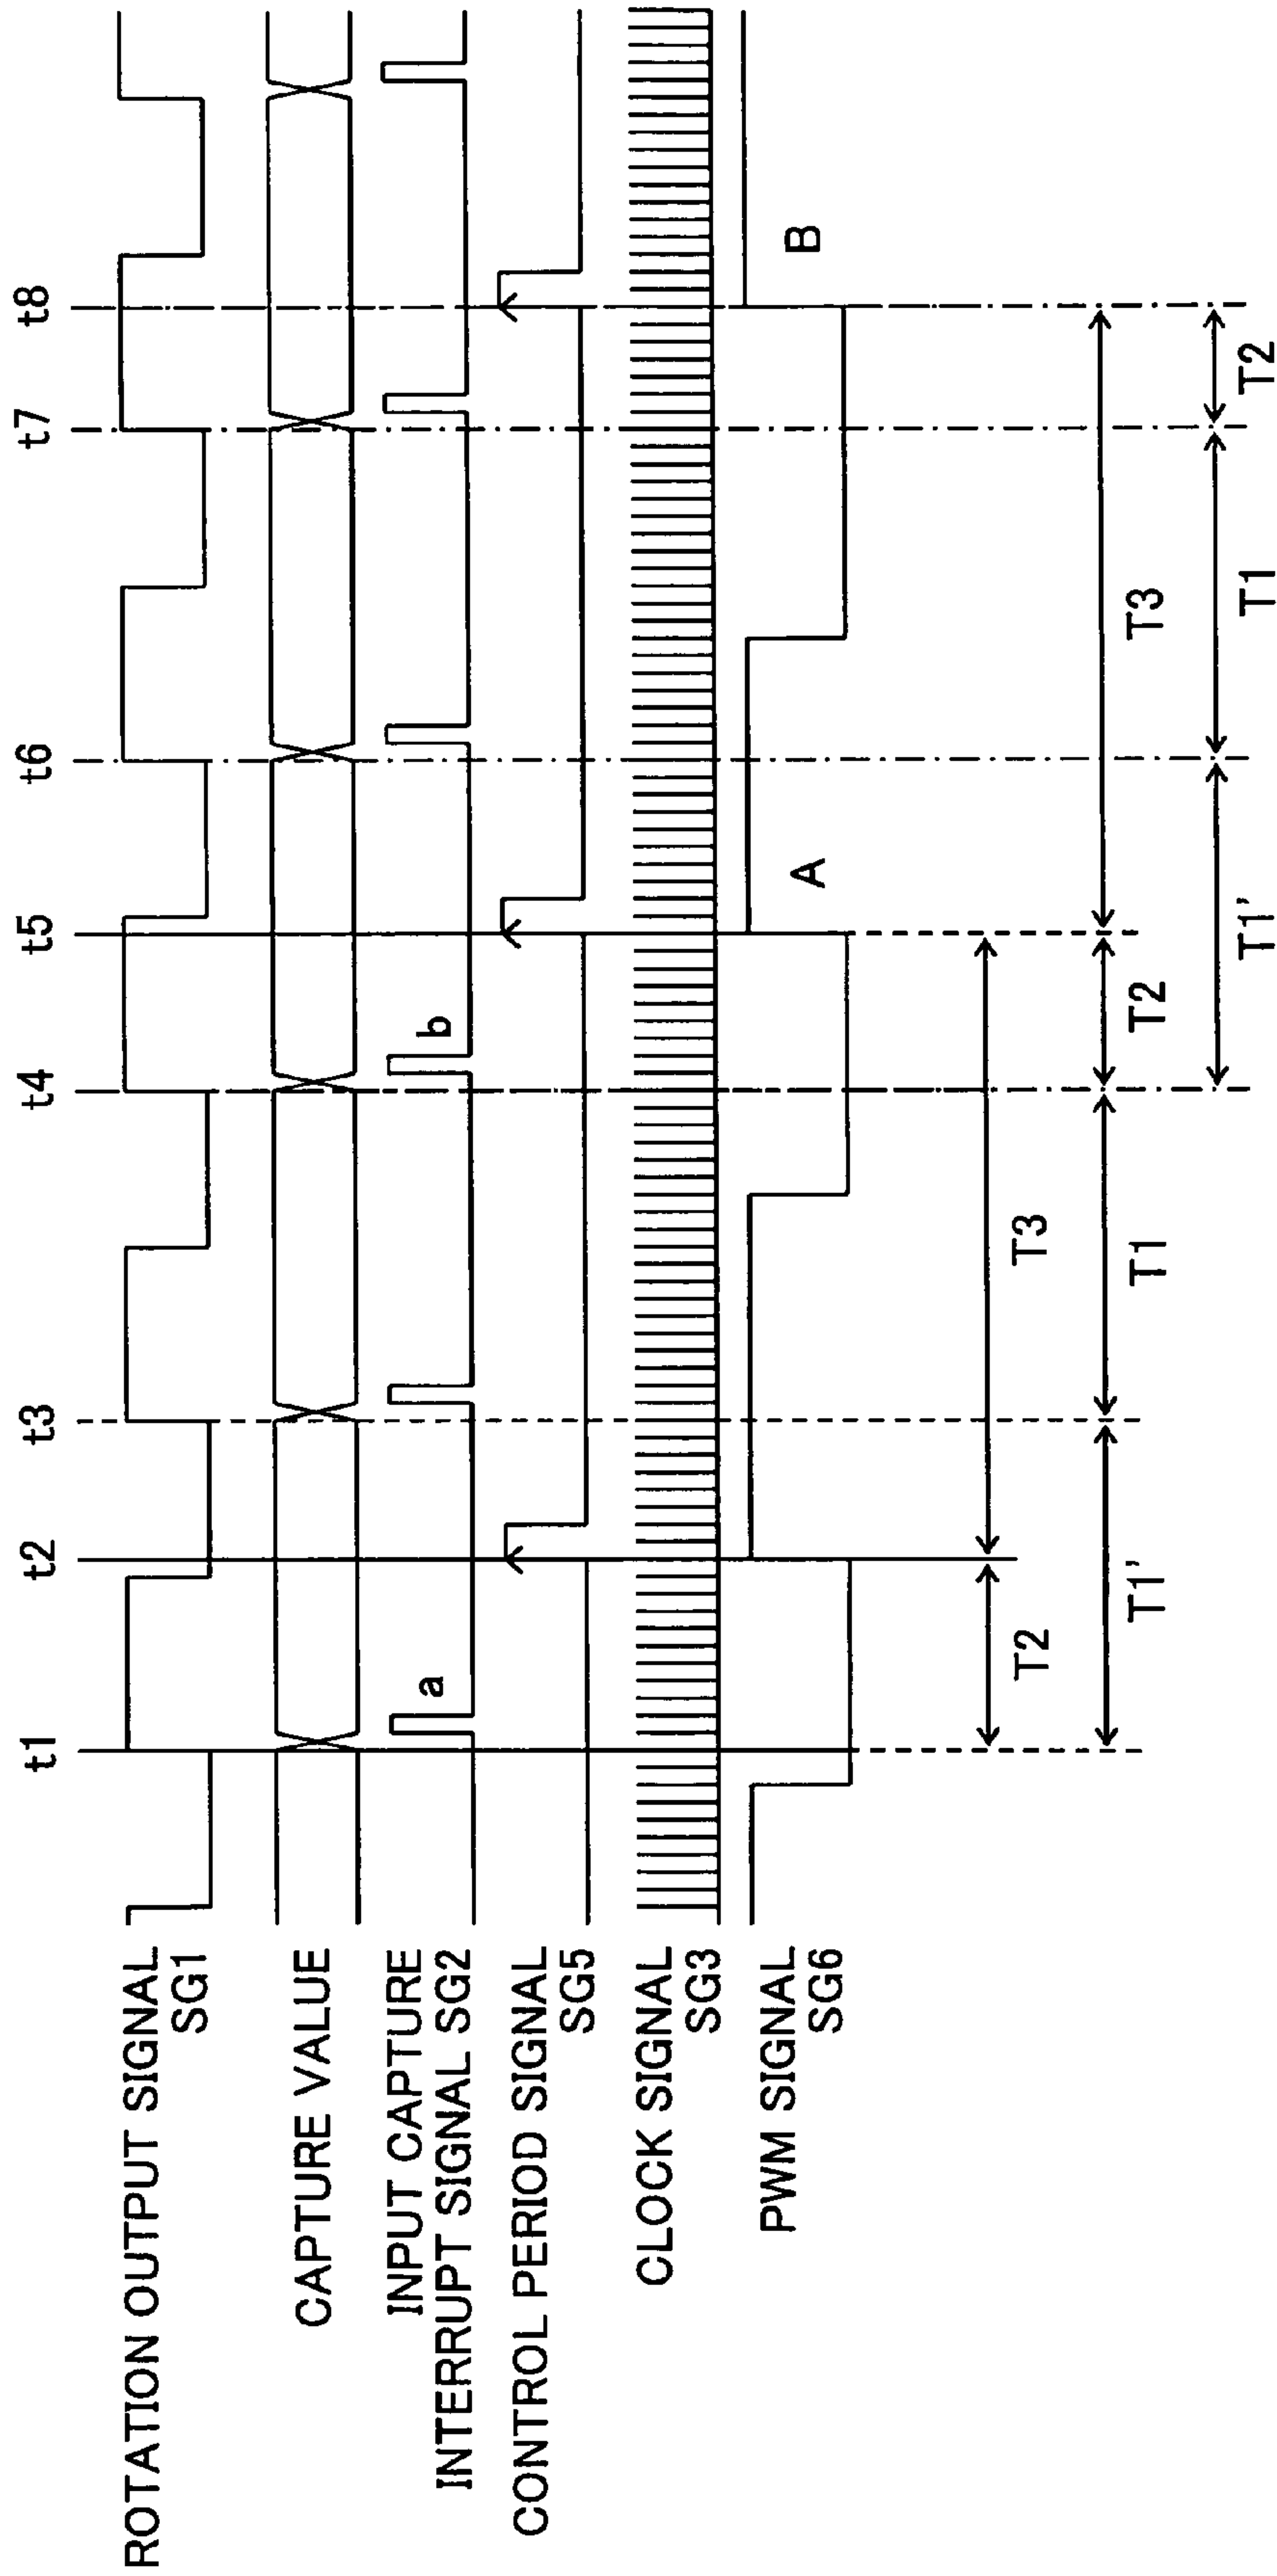 t1 t2 t3 t4 t5 t6 t7 t8
ROTATION OUTPUT SIGNAL
SG1
CAPTURE VALUE
INPUT CAPTURE
INTERRUPT SIGNAL SG2
a b
CONTROL PERIOD SIGNAL
SG5
CLOCK SIGNAL
SG3
PWM SIGNAL
SG6
A B
T2 T3
T1' T1 T2 T3
T1' T1 T2